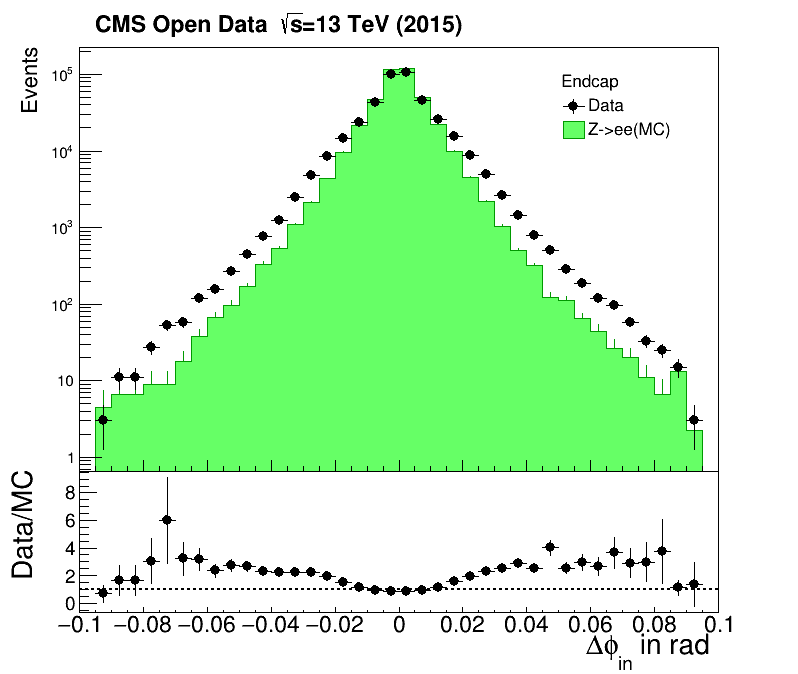 CMS Open Data √s=13 TeV (2015)
Events
Endcap
Data
Z->ee(MC)
10⁵
10⁴
10³
10²
10
1
Data/MC
8
6
4
2
0
−0.1 −0.08 −0.06 −0.04 −0.02 0 0.02 0.04 0.06 0.08 0.1
Δϕin in rad